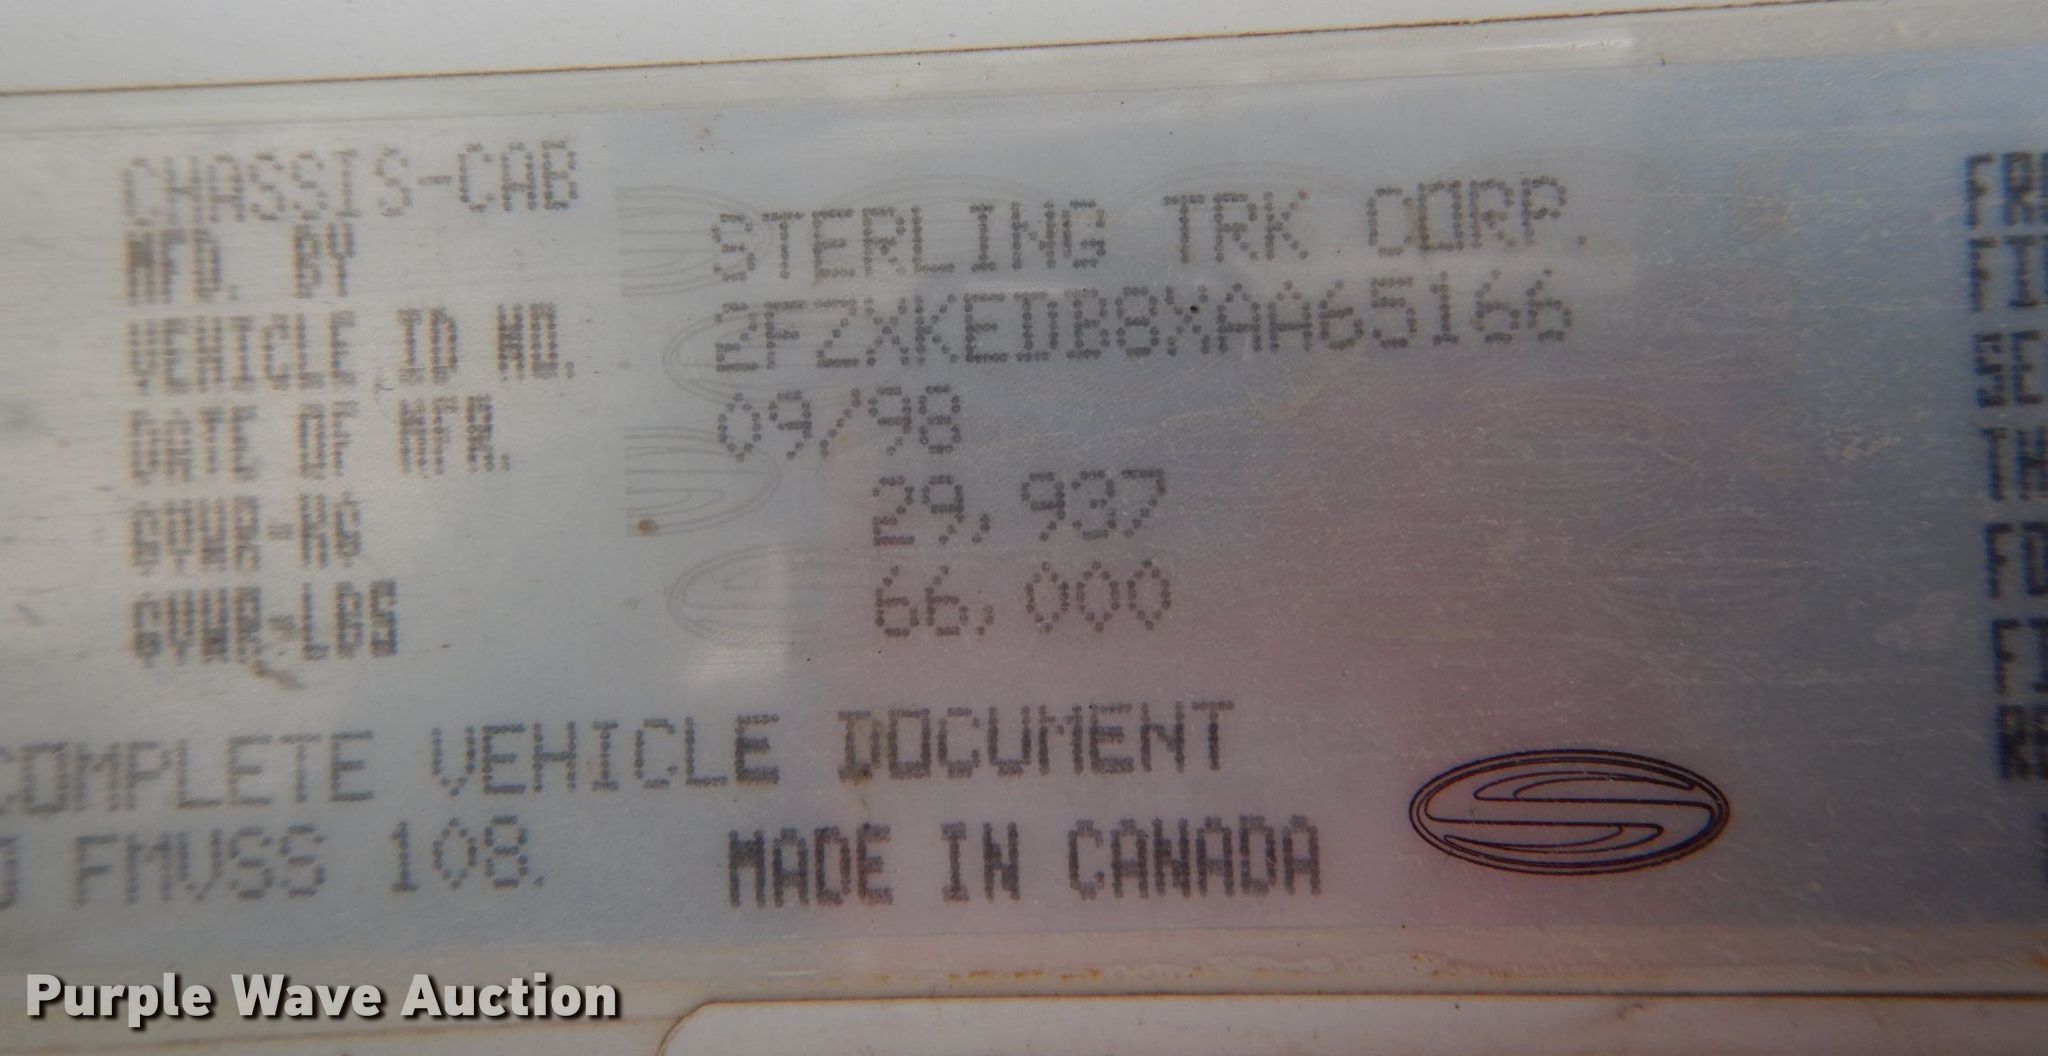 CHASSIS-CAB
MFD. BY STERLING TRK CORP.
VEHICLE ID NO. 2FZXKEDB8XAA65166
DATE OF MFR. 09/98
GVWR-KG 29,937
GVWR/LBS 66,000
COMPLETE VEHICLE DOCUMENT
G FMVSS 108.
MADE IN CANADA
Purple Wave Auction